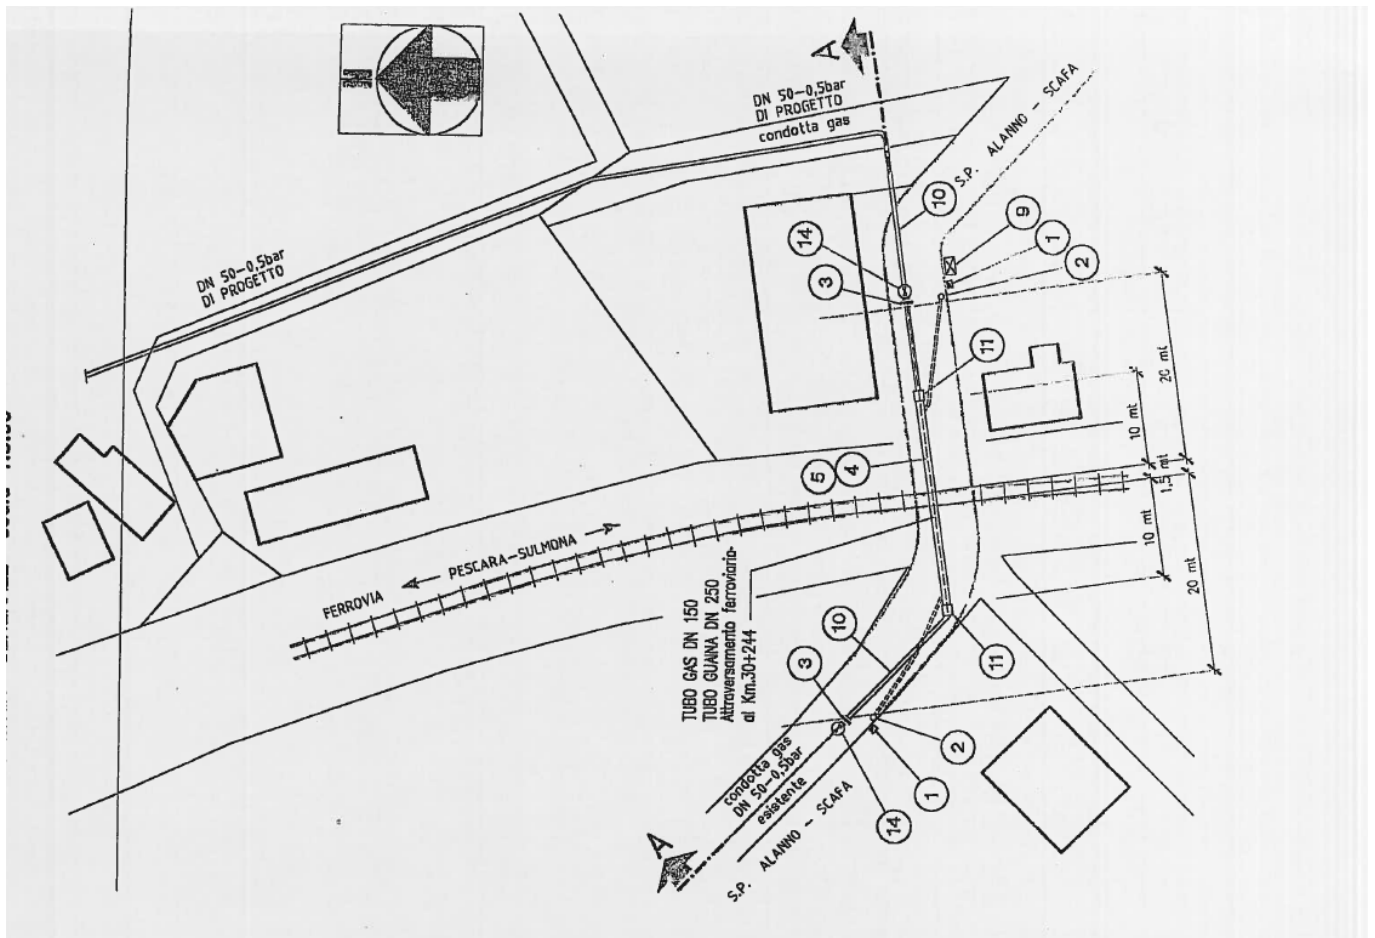 DN 50-0,5bar
DI PROGETTO
condotta gas
A
S.P. ALANNO - SCAFA
DN 50-0,5bar
DI PROGETTO
10
9
14
1
3
2
11
5
4
20 mt
10 mt
1,5 mt
10 mt
20 mt
FERROVIA
PESCARA-SULMONA
TUBO GAS DN 150
TUBO GUAINA DN 250
Attraversamento ferroviario
al Km.30+244
10
3
11
2
1
14
condotta gas
DN 50-0,5bar
esistente
A
S.P. ALANNO - SCAFA